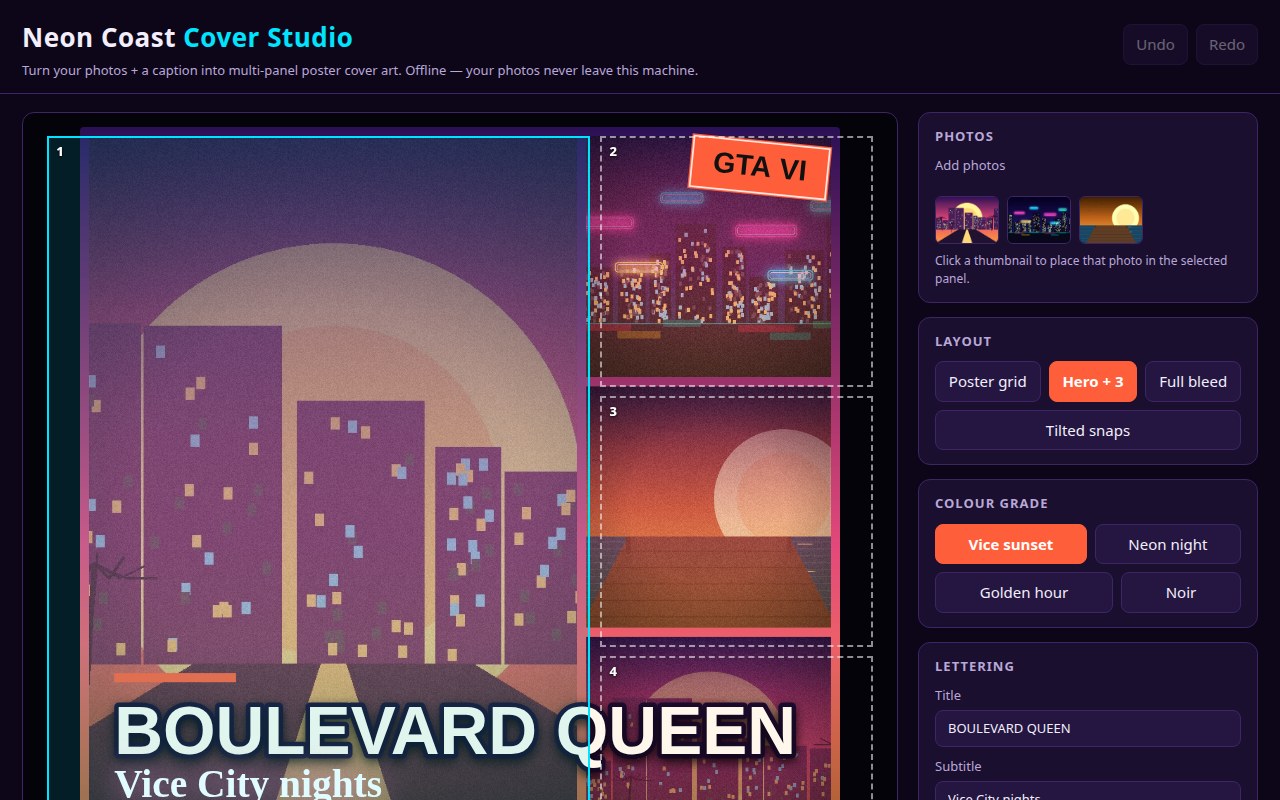 Neon Coast Cover Studio
Turn your photos + a caption into multi-panel poster cover art. Offline — your photos never leave this machine.
Undo
Redo
1
2
GTA VI
3
4
BOULEVARD QUEEN
Vice City nights
PHOTOS
Add photos
Click a thumbnail to place that photo in the selected
panel.
LAYOUT
Poster grid
Hero + 3
Full bleed
Tilted snaps
COLOUR GRADE
Vice sunset
Neon night
Golden hour
Noir
LETTERING
Title
BOULEVARD QUEEN
Subtitle
Vice City nights